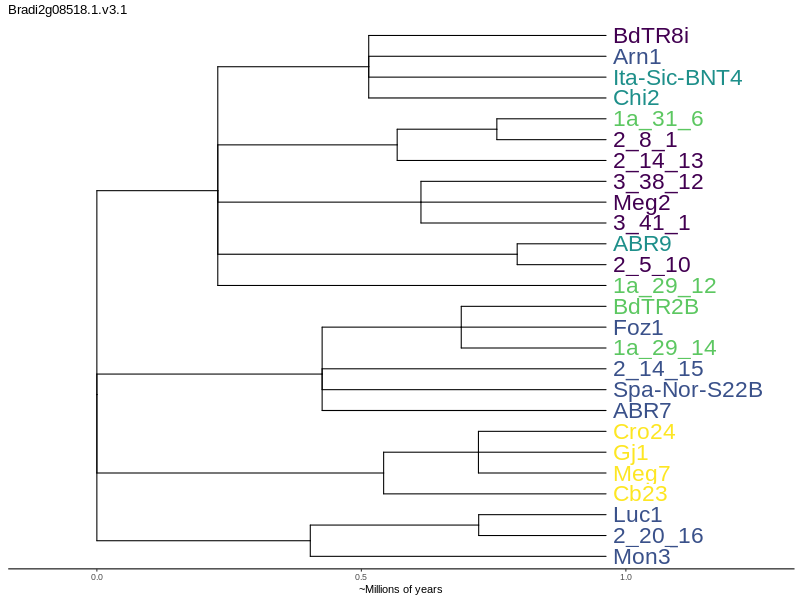 Bradi2g08518.1.v3.1
BdTR8i
Arn1
Ita-Sic-BNT4
Chi2
1a_31_6
2_8_1
2_14_13
3_38_12
Meg2
3_41_1
ABR9
2_5_10
1a_29_12
BdTR2B
Foz1
1a_29_14
2_14_15
Spa-Nor-S22B
ABR7
Cro24
Gj1
Meg7
Cb23
Luc1
2_20_16
Mon3
0.0 0.5 1.0
~Millions of years